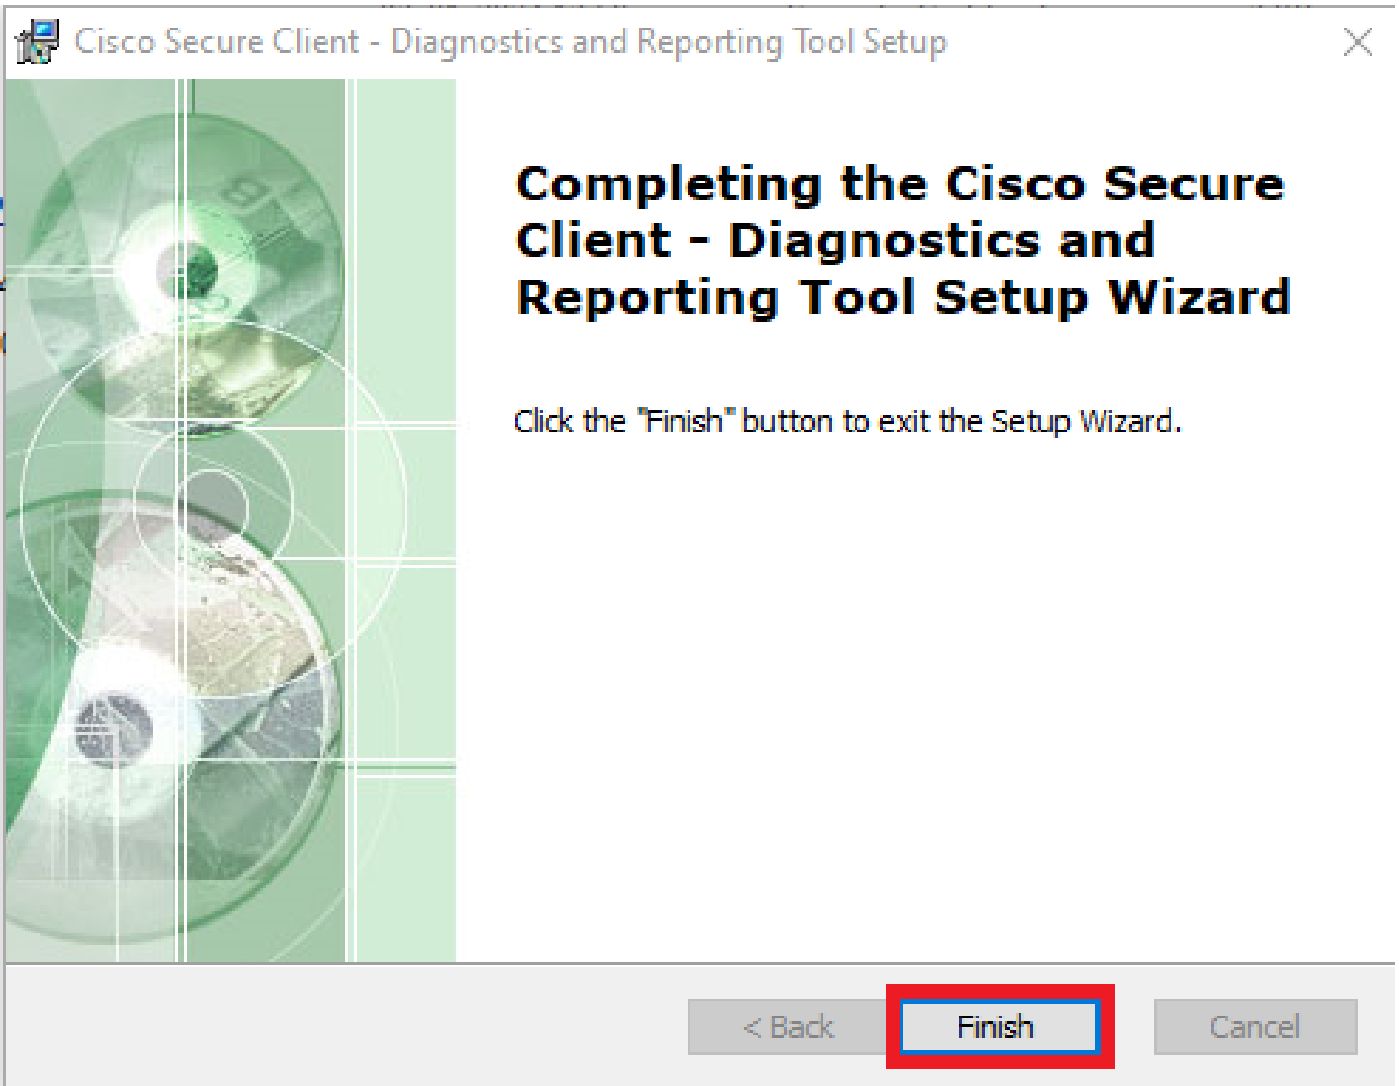 Cisco Secure Client - Diagnostics and Reporting Tool Setup
Completing the Cisco Secure
Client - Diagnostics and
Reporting Tool Setup Wizard
Click the "Finish" button to exit the Setup Wizard.
< Back
Finish
Cancel